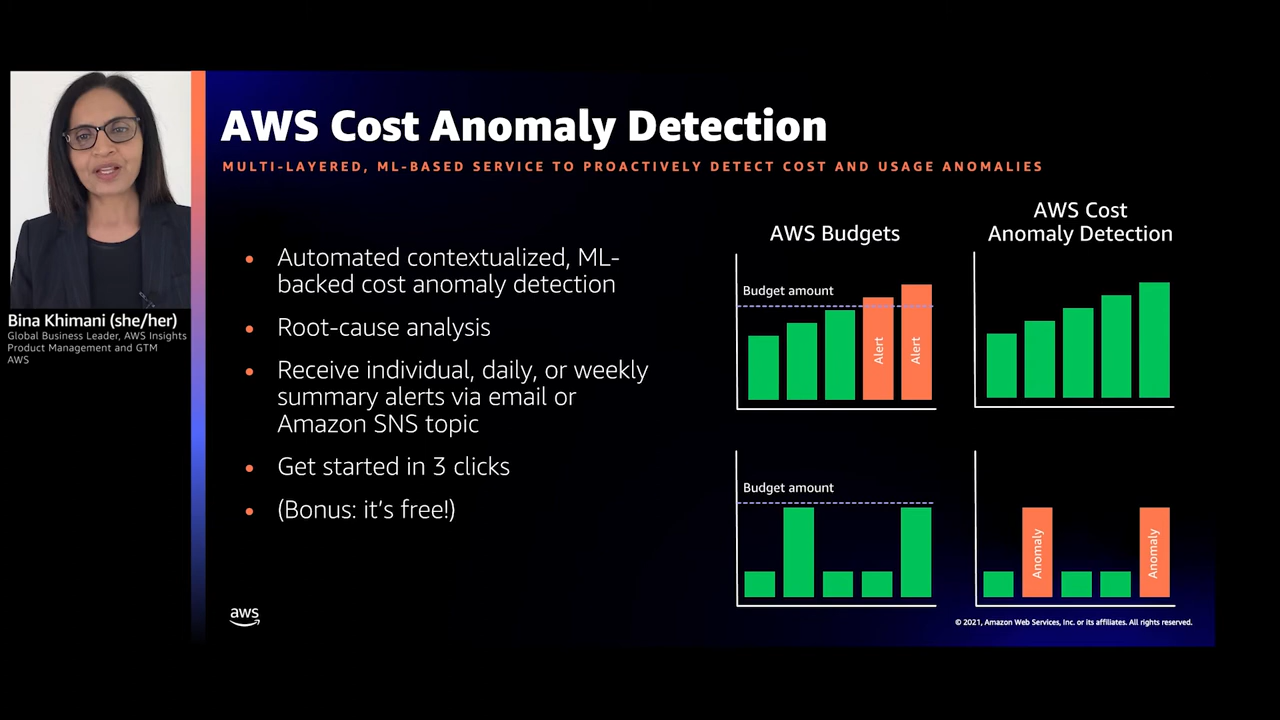 AWS Cost Anomaly Detection
MULTI-LAYERED, ML-BASED SERVICE TO PROACTIVELY DETECT COST AND USAGE ANOMALIES
Bina Khimani (she/her)
Global Business Leader, AWS Insights
Product Management and GTM
AWS
• Automated contextualized, ML-
backed cost anomaly detection
• Root-cause analysis
• Receive individual, daily, or weekly
summary alerts via email or
Amazon SNS topic
• Get started in 3 clicks
• (Bonus: it's free!)
AWS Budgets
Budget amount
Alert
Alert
AWS Cost
Anomaly Detection
Budget amount
Anomaly
Anomaly
aws
© 2021, Amazon Web Services, Inc. or its affiliates. All rights reserved.